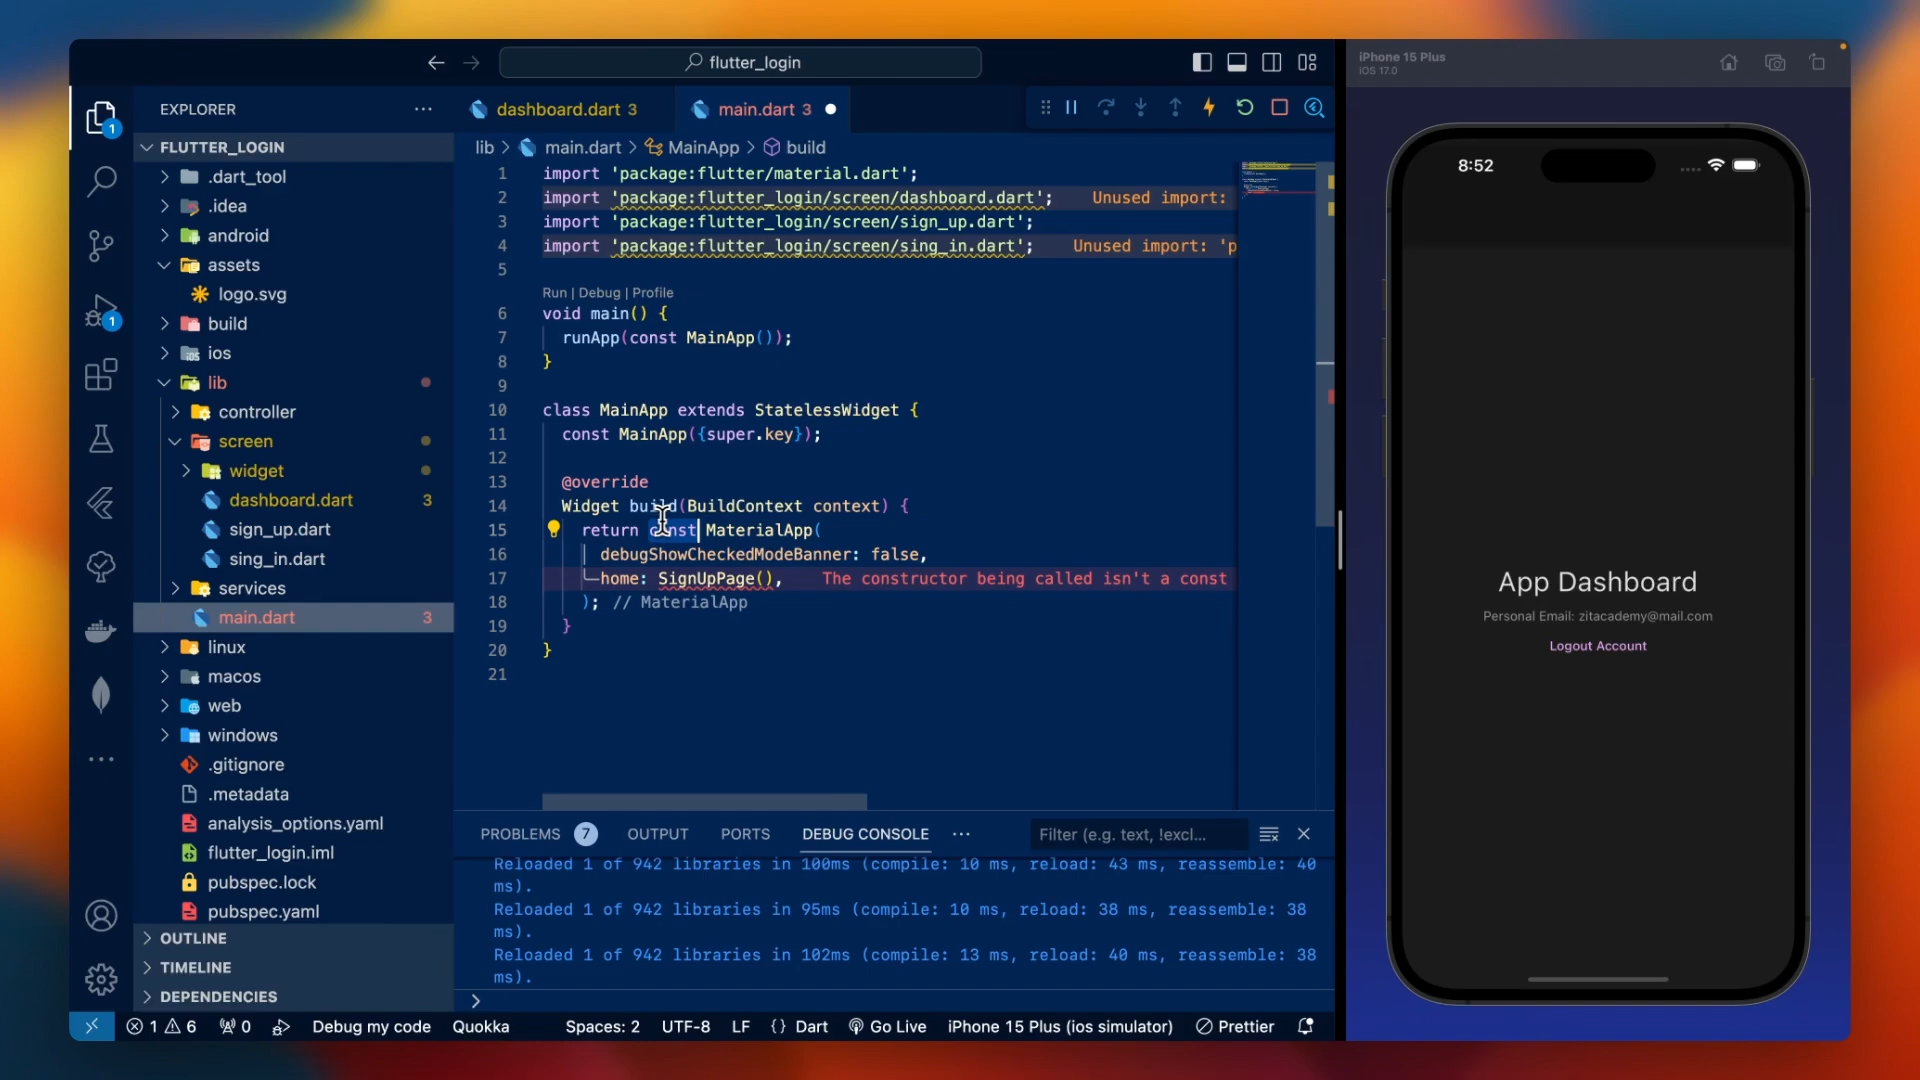 flutter_login
iPhone 15 Plus
iOS 17.0
EXPLORER
dashboard.dart 3
main.dart 3
FLUTTER_LOGIN
.dart_tool
.idea
android
assets
logo.svg
build
ios
lib
controller
screen
widget
dashboard.dart 3
sign_up.dart
sing_in.dart
services
main.dart 3
linux
macos
web
windows
.gitignore
.metadata
analysis_options.yaml
flutter_login.iml
pubspec.lock
pubspec.yaml
OUTLINE
TIMELINE
DEPENDENCIES
1
1
lib > main.dart > MainApp > build
1 import 'package:flutter/material.dart';
2 import 'package:flutter_login/screen/dashboard.dart'; Unused import:
3 import 'package:flutter_login/screen/sign_up.dart';
4 import 'package:flutter_login/screen/sing_in.dart'; Unused import: 'p
5
Run | Debug | Profile
6 void main() {
7 runApp(const MainApp());
8 }
9
10 class MainApp extends StatelessWidget {
11 const MainApp({super.key});
12
13 @override
14 Widget build(BuildContext context) {
15 return const MaterialApp(
16 debugShowCheckedModeBanner: false,
17 home: SignUpPage(), The constructor being called isn't a const
18 ); // MaterialApp
19 }
20 }
21
PROBLEMS 7 OUTPUT PORTS DEBUG CONSOLE Filter (e.g. text, !excl...
Reloaded 1 of 942 libraries in 100ms (compile: 10 ms, reload: 43 ms, reassemble: 40
ms).
Reloaded 1 of 942 libraries in 95ms (compile: 10 ms, reload: 38 ms, reassemble: 38
ms).
Reloaded 1 of 942 libraries in 102ms (compile: 13 ms, reload: 40 ms, reassemble: 38
ms).
1 6 0 Debug my code Quokka Spaces: 2 UTF-8 LF {} Dart Go Live iPhone 15 Plus (ios simulator) Prettier
8:52
App Dashboard
Personal Email: zitacademy@mail.com
Logout Account